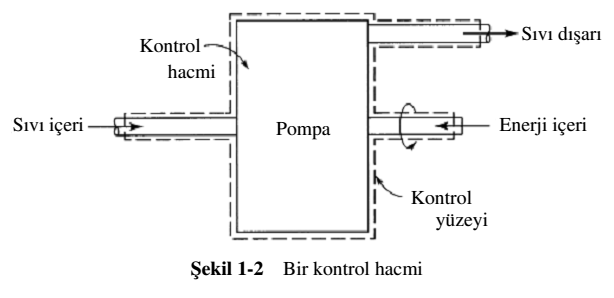 Sıvı dışarı
Kontrol
hacmi
Sıvı içeri
Pompa
Enerji içeri
Kontrol
yüzeyi
Şekil 1-2 Bir kontrol hacmi